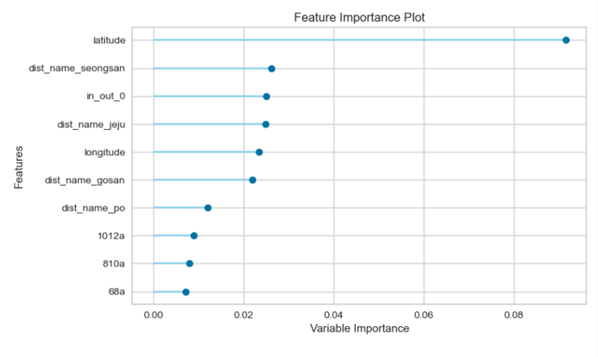 Feature Importance Plot
latitude
dist_name_seongsan
in_out_0
dist_name_jeju
longitude
dist_name_gosan
dist_name_po
1012a
810a
68a
Features
0.00 0.02 0.04 0.06 0.08
Variable Importance